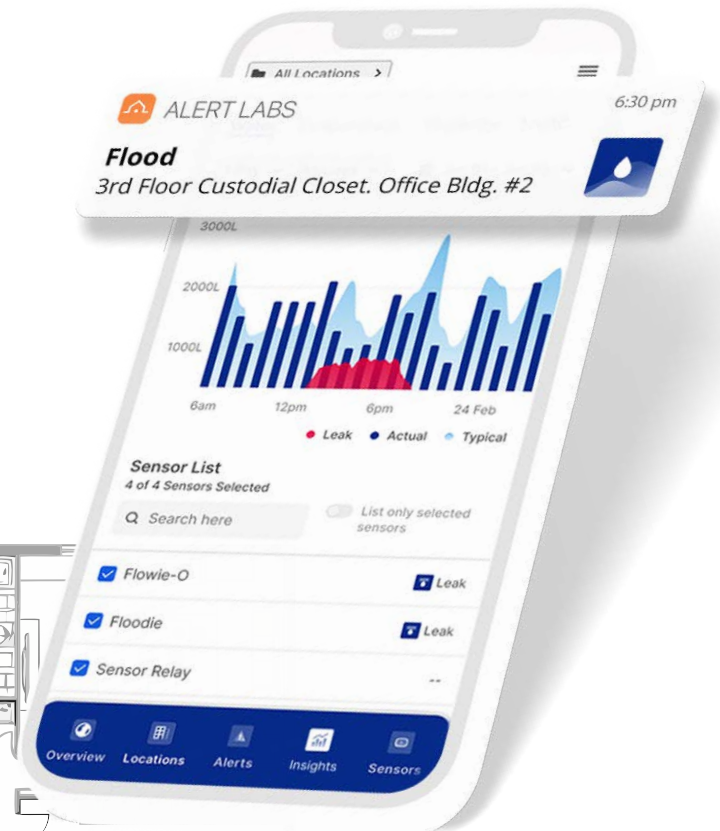 All Locations >
ALERT LABS
6:30 pm
Flood
3rd Floor Custodial Closet. Office Bldg. #2
3000L
2000L
1000L
6am 12pm 6pm 24 Feb
Leak Actual Typical
Sensor List
4 of 4 Sensors Selected
Search here
List only selected
sensors
Flowie-O
Leak
Floodie
Leak
Sensor Relay
--
Overview Locations Alerts Insights Sensors